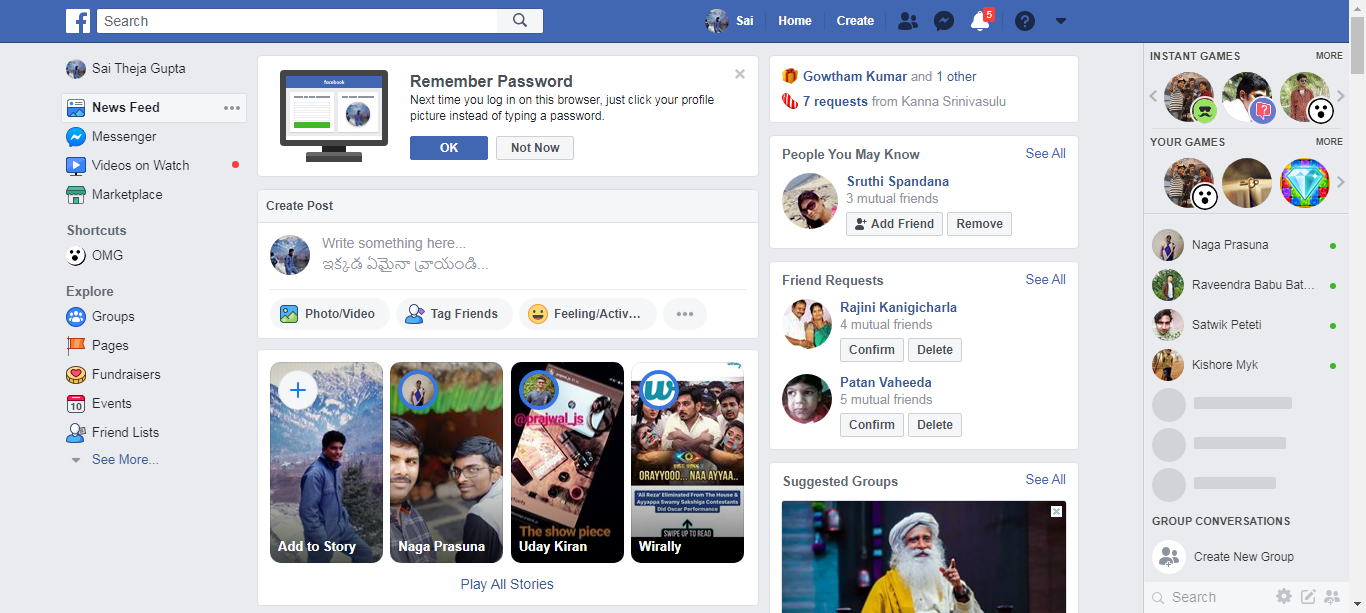 Search
Sai
Home
Create
5
Sai Theja Gupta
News Feed
Messenger
Videos on Watch
Marketplace
Shortcuts
OMG
Explore
Groups
Pages
Fundraisers
10
Events
Friend Lists
See More...
facebook
Remember Password
Next time you log in on this browser, just click your profile
picture instead of typing a password.
OK
Not Now
Create Post
Write something here...
ఇక్కడ ఏమైనా వ్రాయండి...
Photo/Video
Tag Friends
Feeling/Activ...
Add to Story
Naga Prasuna
@prajwal_js
The show piece
Uday Kiran
w
ORAYYOOO... NAA AYYAA..
'Ali Reza' Eliminated From The House &
Ayyappa Swamy Sakshiga Contestants
Did Oscar Performance
SWIPE UP TO READ
Wirally
Play All Stories
Gowtham Kumar and 1 other
7 requests from Kanna Srinivasulu
People You May Know
See All
Sruthi Spandana
3 mutual friends
Add Friend
Remove
Friend Requests
See All
Rajini Kanigicharla
4 mutual friends
Confirm
Delete
Patan Vaheeda
5 mutual friends
Confirm
Delete
Suggested Groups
See All
INSTANT GAMES
MORE
YOUR GAMES
MORE
Naga Prasuna
Raveendra Babu Bat...
Satwik Peteti
Kishore Myk
GROUP CONVERSATIONS
Create New Group
Search